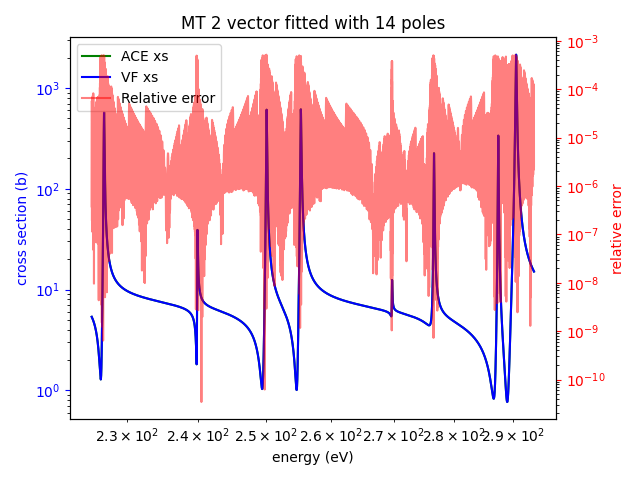 MT 2 vector fitted with 14 poles
ACE xs
VF xs
Relative error
cross section (b)
10³
10²
10¹
10⁰
10⁻³
10⁻⁴
10⁻⁵
10⁻⁶
10⁻⁷
10⁻⁸
10⁻⁹
10⁻¹⁰
relative error
2.3 × 10² 2.4 × 10² 2.5 × 10² 2.6 × 10² 2.7 × 10² 2.8 × 10² 2.9 × 10²
energy (eV)